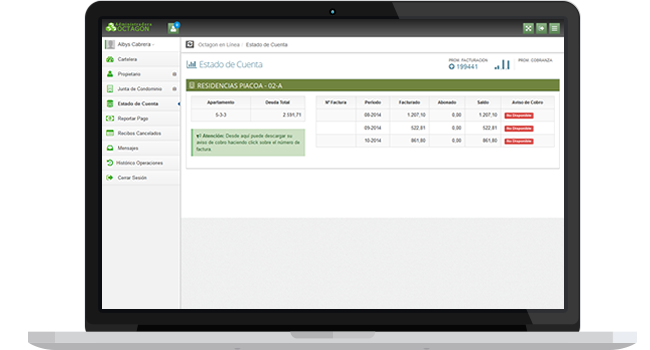 Administradora
OCTAGON
Albys Cabrera -
Octagon en Línea
Estado de Cuenta
Cartelera
Propietario
Junta de Condominio
Estado de Cuenta
Reportar Pago
Recibos Cancelados
Mensajes
Histórico Operaciones
Cerrar Sesión
Estado de Cuenta
PROM. FACTURACION
199441
PROM. COBRANZA
RESIDENCIAS PIACOA - 02-A
Apartamento Deuda Total
2.591,71
Atención: Desde aquí puede descargar su
aviso de cobro haciendo click sobre el número de
factura
Nº Factura Período Facturado Abonado Saldo Aviso de Cobro
08-2014 1.207,10 0,00 1.207,10 No Disponible
09-2014 522,81 0,00 522,81 No Disponible
10-2014 861,80 0,00 861,80 No Disponible